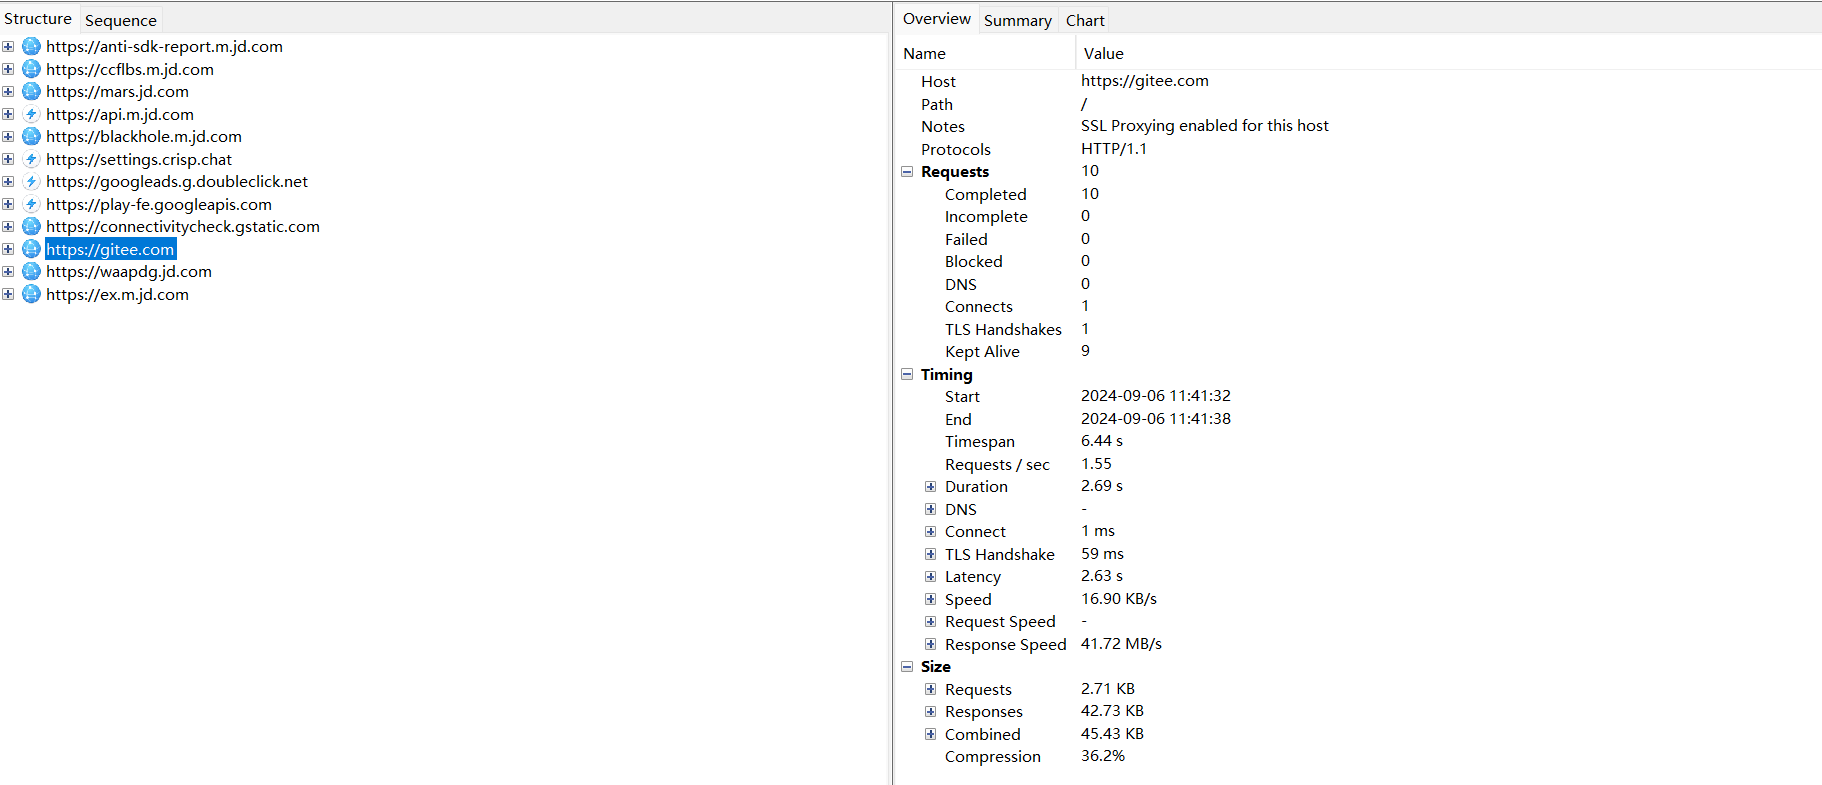 Structure Sequence
https://anti-sdk-report.m.jd.com
https://ccflbs.m.jd.com
https://mars.jd.com
https://api.m.jd.com
https://blackhole.m.jd.com
https://settings.crisp.chat
https://googleads.g.doubleclick.net
https://play-fe.googleapis.com
https://connectivitycheck.gstatic.com
https://gitee.com
https://waapdg.jd.com
https://ex.m.jd.com
Overview Summary Chart
Name Value
Host https://gitee.com
Path /
Notes SSL Proxying enabled for this host
Protocols HTTP/1.1
Requests 10
Completed 10
Incomplete 0
Failed 0
Blocked 0
DNS 0
Connects 1
TLS Handshakes 1
Kept Alive 9
Timing
Start 2024-09-06 11:41:32
End 2024-09-06 11:41:38
Timespan 6.44 s
Requests / sec 1.55
Duration 2.69 s
DNS -
Connect 1 ms
TLS Handshake 59 ms
Latency 2.63 s
Speed 16.90 KB/s
Request Speed -
Response Speed 41.72 MB/s
Size
Requests 2.71 KB
Responses 42.73 KB
Combined 45.43 KB
Compression 36.2%